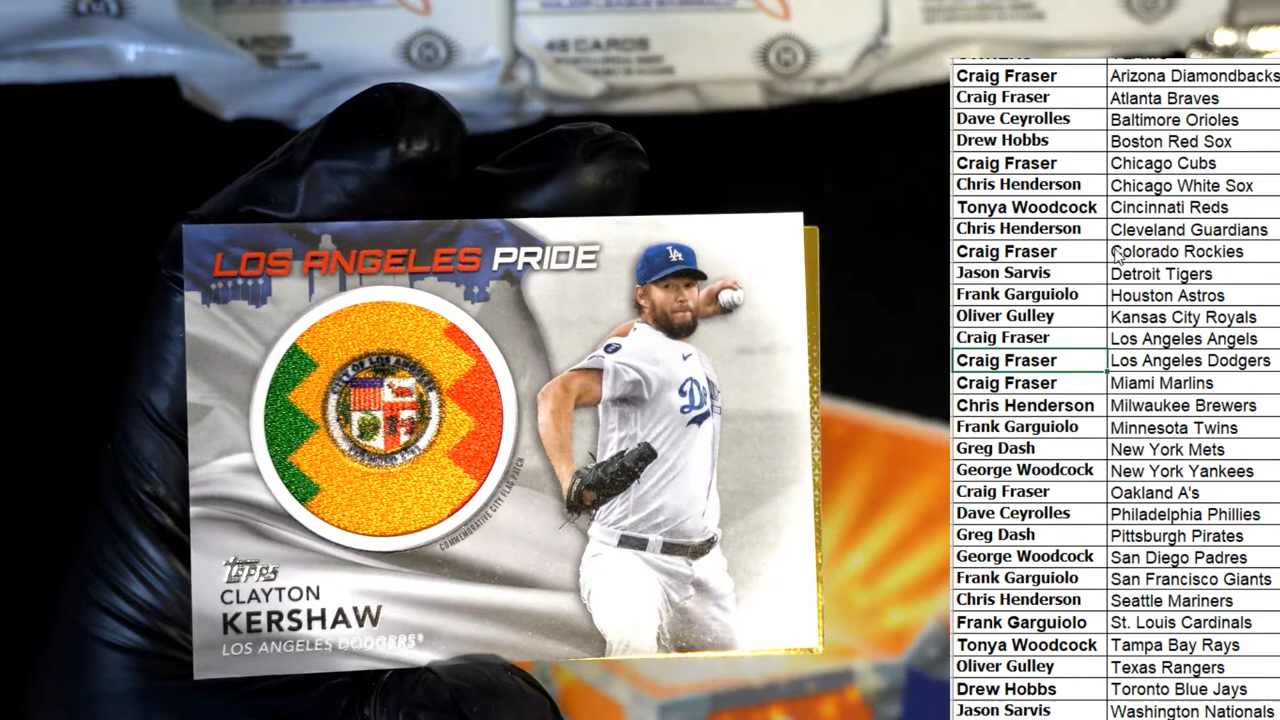 46 CARDS
LOS ANGELES PRIDE
LA
CITY OF LOS ANGELES
COMMEMORATIVE CITY FLAG PATCH
TOPPS
CLAYTON
KERSHAW
LOS ANGELES DODGERS®
Craig Fraser Arizona Diamondbacks
Craig Fraser Atlanta Braves
Dave Ceyrolles Baltimore Orioles
Drew Hobbs Boston Red Sox
Craig Fraser Chicago Cubs
Chris Henderson Chicago White Sox
Tonya Woodcock Cincinnati Reds
Chris Henderson Cleveland Guardians
Craig Fraser Colorado Rockies
Jason Sarvis Detroit Tigers
Frank Garguiolo Houston Astros
Oliver Gulley Kansas City Royals
Craig Fraser Los Angeles Angels
Craig Fraser Los Angeles Dodgers
Craig Fraser Miami Marlins
Chris Henderson Milwaukee Brewers
Frank Garguiolo Minnesota Twins
Greg Dash New York Mets
George Woodcock New York Yankees
Craig Fraser Oakland A's
Dave Ceyrolles Philadelphia Phillies
Greg Dash Pittsburgh Pirates
George Woodcock San Diego Padres
Frank Garguiolo San Francisco Giants
Chris Henderson Seattle Mariners
Frank Garguiolo St. Louis Cardinals
Tonya Woodcock Tampa Bay Rays
Oliver Gulley Texas Rangers
Drew Hobbs Toronto Blue Jays
Jason Sarvis Washington Nationals